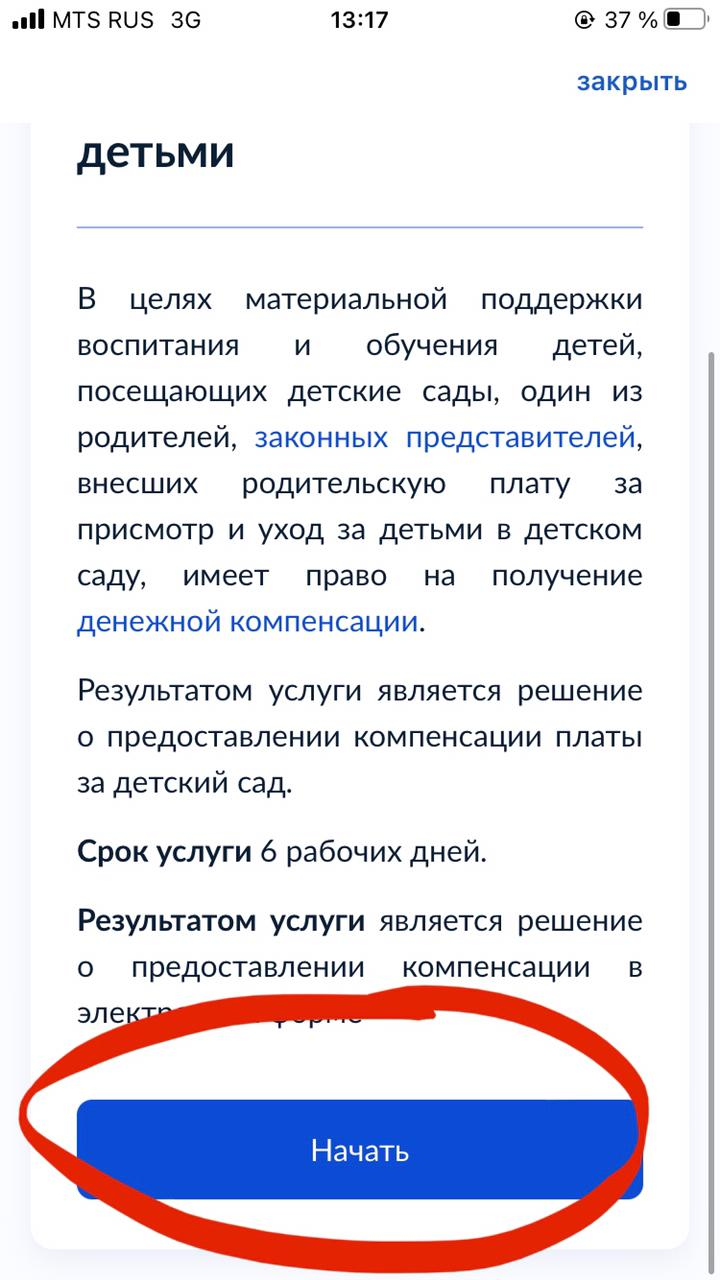 MTS RUS 3G 13:17 37 %
закрыть
детьми
В целях материальной поддержки
воспитания и обучения детей,
посещающих детские сады, один из
родителей, законных представителей,
внесших родительскую плату за
присмотр и уход за детьми в детском
саду, имеет право на получение
денежной компенсации.
Результатом услуги является решение
о предоставлении компенсации платы
за детский сад.
Срок услуги 6 рабочих дней.
Результатом услуги является решение
о предоставлении компенсации в
форме
Начать